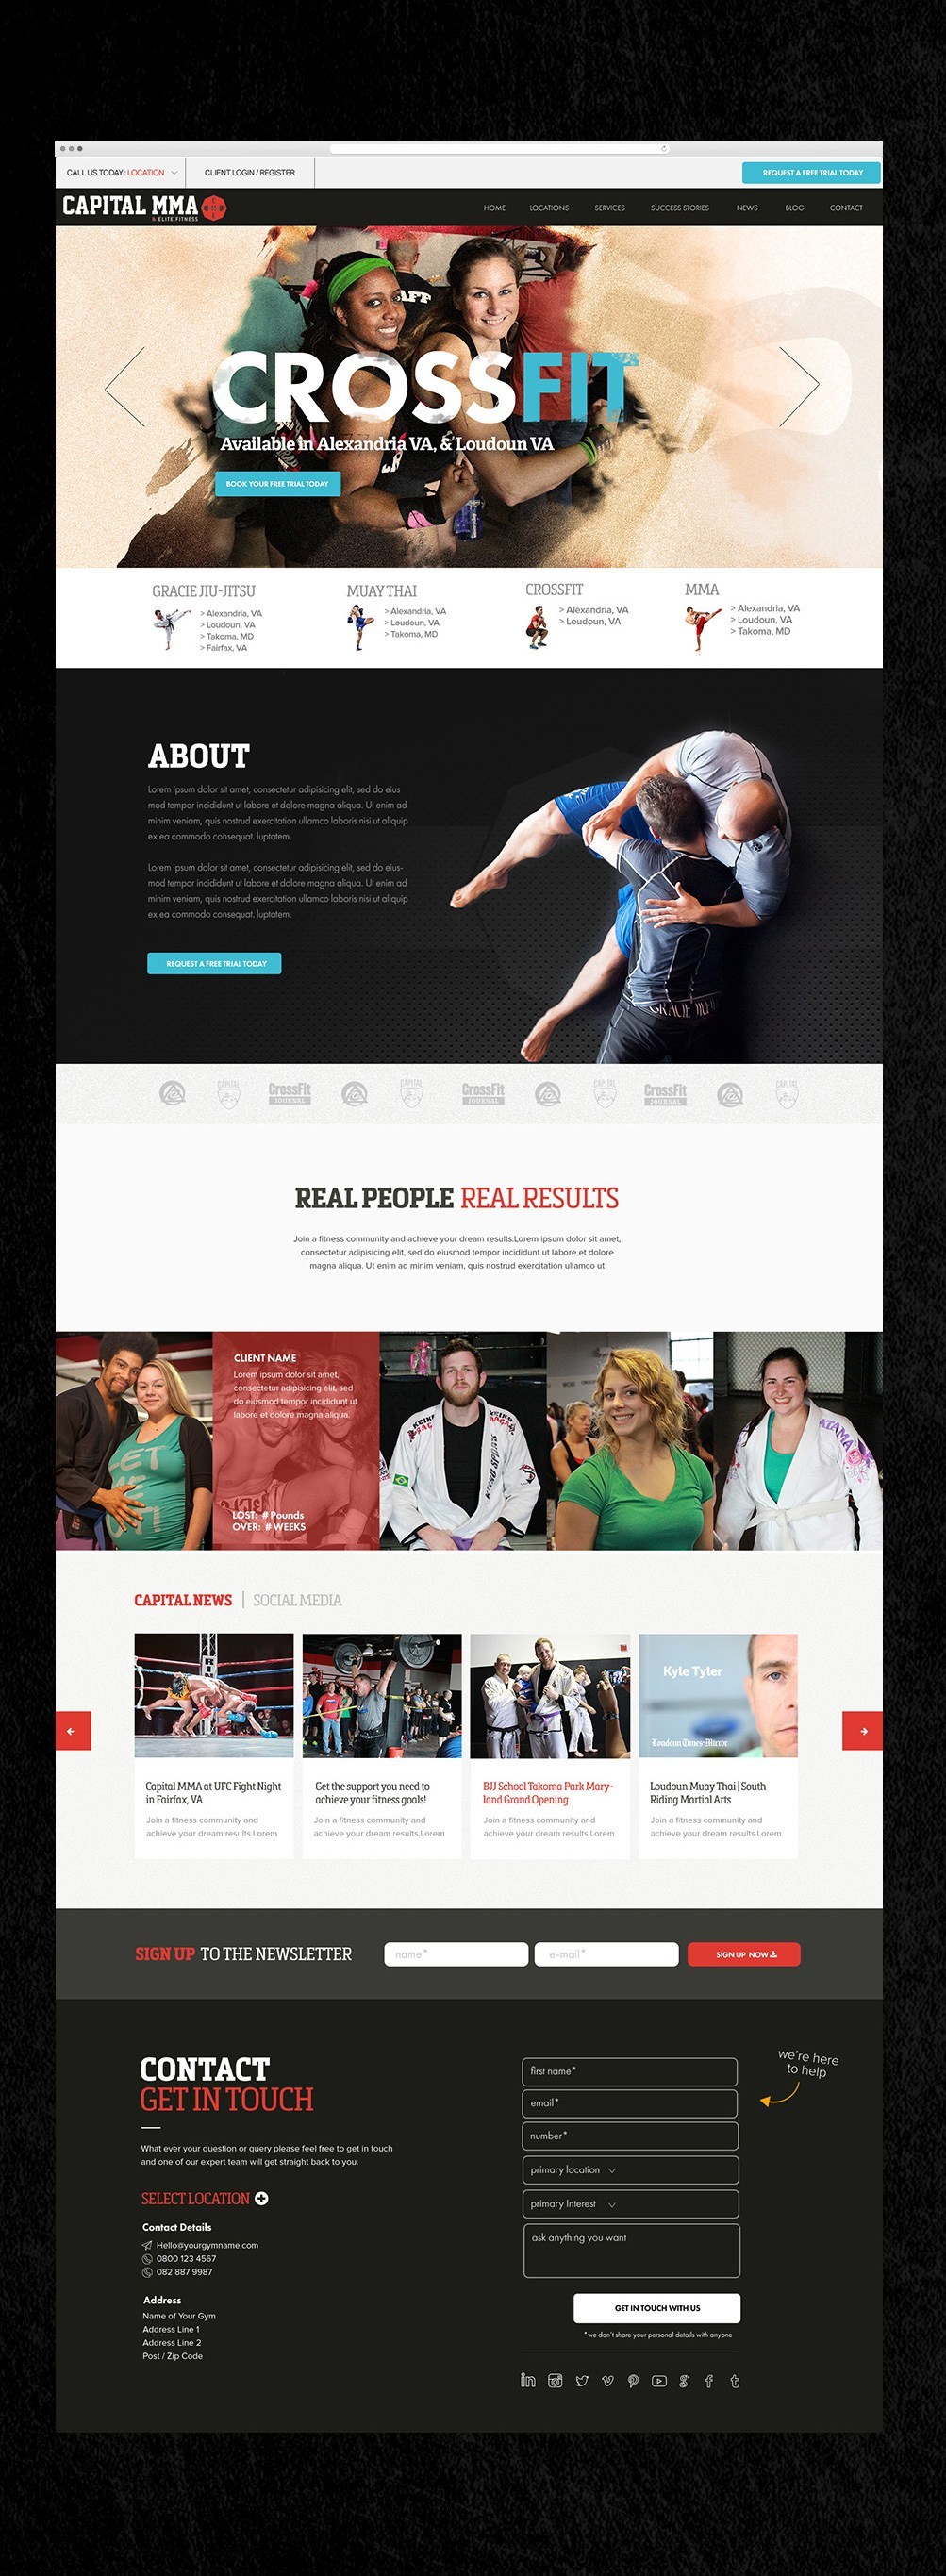 CALL US TODAY : LOCATION
CLIENT LOGIN / REGISTER
REQUEST A FREE TRIAL TODAY
CAPITAL MMA
& ELITE FITNESS
HOME LOCATIONS SERVICES SUCCESS STORIES NEWS BLOG CONTACT
AFF
CROSSFIT
Available in Alexandria VA, & Loudoun VA
BOOK YOUR FREE TRIAL TODAY
GRACIE JIU-JITSU
> Alexandria, VA
> Loudoun, VA
> Takoma, MD
> Fairfax, VA
MUAY THAI
> Alexandria, VA
> Loudoun, VA
> Takoma, MD
CROSSFIT
> Alexandria, VA
> Loudoun, VA
MMA
> Alexandria, VA
> Loudoun, VA
> Takoma, MD
ABOUT
Lorem ipsum dolor sit amet, consectetur adipisicing elit, sed do eius
mod tempor incididunt ut labore et dolore magna aliqua. Ut enim ad
minim veniam, quis nostrud exercitation ullamco laboris nisi ut aliquip
ex ea commodo consequat. luptatem.
Lorem ipsum dolor sit amet, consectetur adipisicing elit, sed do eius-
mod tempor incididunt ut labore et dolore magna aliqua. Ut enim ad
minim veniam, quis nostrud exercitation ullamco laboris nisi ut aliquip
ex ea commodo consequat. luptatem.
REQUEST A FREE TRIAL TODAY
CAPITAL
CrossFit
JOURNAL
CAPITAL
CrossFit
JOURNAL
CAPITAL
CrossFit
JOURNAL
CAPITAL
REAL PEOPLE REAL RESULTS
Join a fitness community and achieve your dream results.Lorem ipsum dolor sit amet,
consectetur adipisicing elit, sed do eiusmod tempor incididunt ut labore et dolore
magna aliqua. Ut enim ad minim veniam, quis nostrud exercitation ullamco ut
CLIENT NAME
Lorem ipsum dolor sit amet,
consectetur adipisicing elit, sed
do eiusmod tempor incididunt ut
labore et dolore magna aliqua.
LOST: # Pounds
OVER: # WEEKS
ATAMA
CAPITAL NEWS | SOCIAL MEDIA
Kyle Tyler
Loudoun Times-Mirror
Capital MMA at UFC Fight Night
in Fairfax, VA
Join a fitness community and
achieve your dream results.Lorem
Get the support you need to
achieve your fitness goals!
Join a fitness community and
achieve your dream results.Lorem
BJJ School Takoma Park Mary-
land Grand Opening
Join a fitness community and
achieve your dream results.Lorem
Loudoun Muay Thai | South
Riding Martial Arts
Join a fitness community and
achieve your dream results.Lorem
SIGN UP TO THE NEWSLETTER
name*
e-mail*
SIGN UP NOW
CONTACT
GET IN TOUCH
What ever your question or query please feel free to get in touch
and one of our expert team will get straight back to you.
SELECT LOCATION
Contact Details
Hello@yourgymname.com
0800 123 4567
082 887 9987
Address
Name of Your Gym
Address Line 1
Address Line 2
Post / Zip Code
first name*
email*
number*
primary location
primary Interest
ask anything you want
we're here
to help
GET IN TOUCH WITH US
*we don't share your personal details with anyone